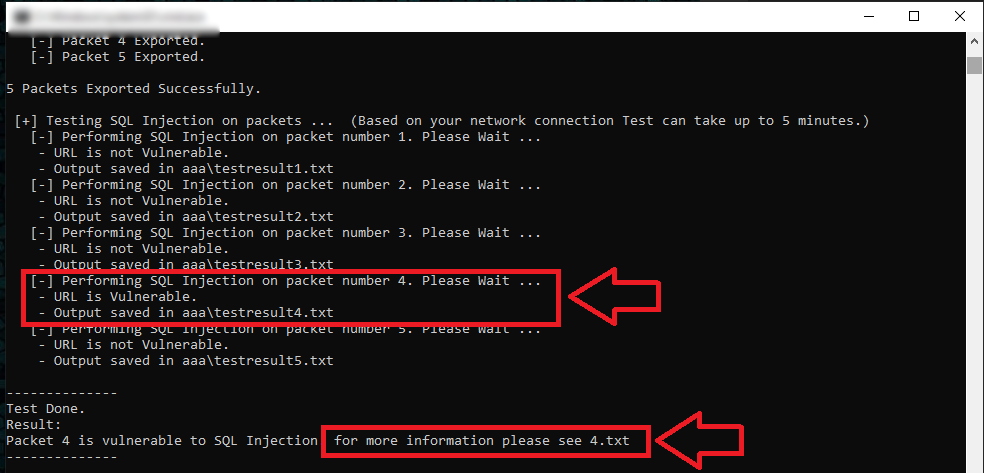 [-] Packet 4 Exported.
[-] Packet 5 Exported.
5 Packets Exported Successfully.
[+] Testing SQL Injection on packets ...  (Based on your network connection Test can take up to 5 minutes.)
[-] Performing SQL Injection on packet number 1. Please Wait ...
- URL is not Vulnerable.
- Output saved in aaa\testresult1.txt
[-] Performing SQL Injection on packet number 2. Please Wait ...
- URL is not Vulnerable.
- Output saved in aaa\testresult2.txt
[-] Performing SQL Injection on packet number 3. Please Wait ...
- URL is not Vulnerable.
- Output saved in aaa\testresult3.txt
[-] Performing SQL Injection on packet number 4. Please Wait ...
- URL is Vulnerable.
- Output saved in aaa\testresult4.txt
[-] Performing SQL Injection on packet number 5. Please Wait ...
- URL is not Vulnerable.
- Output saved in aaa\testresult5.txt
--------------
Test Done.
Result:
Packet 4 is vulnerable to SQL Injection  for more information please see 4.txt
--------------